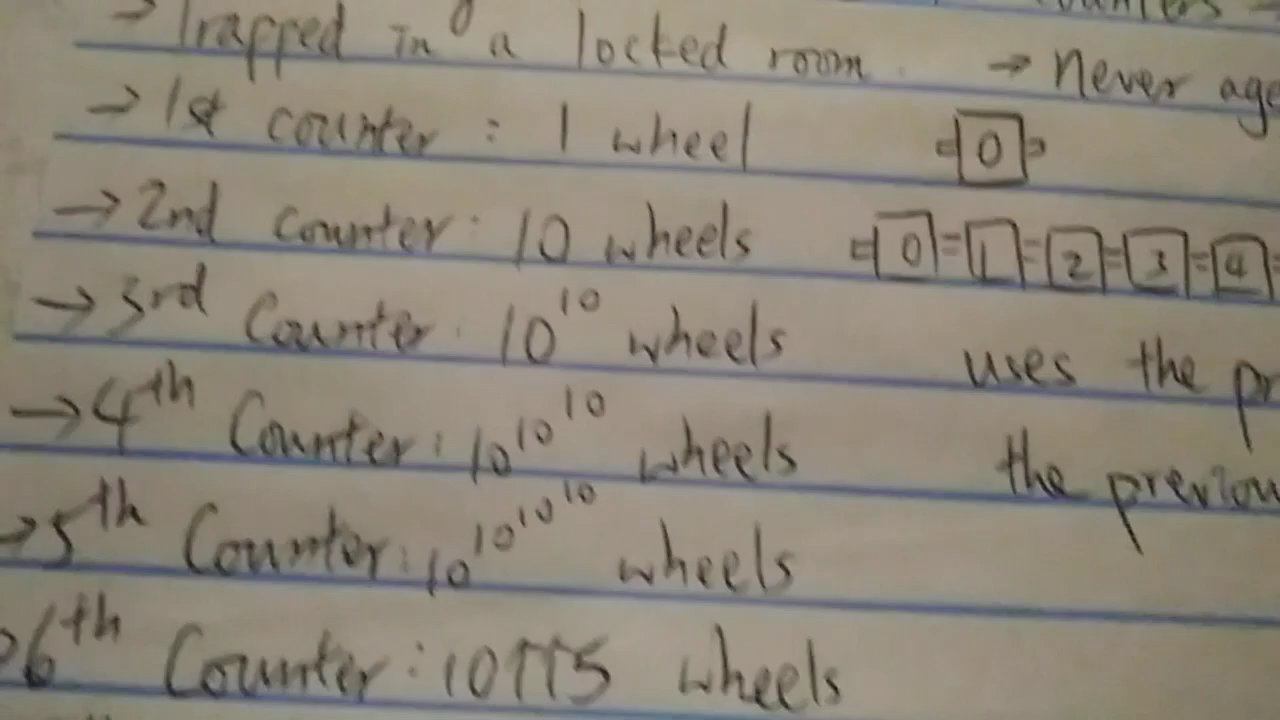 → Trapped in a locked room. → never age
→ 1st counter : 1 wheel 0
→ 2nd counter : 10 wheels 0 1 2 3 4
→ 3rd Counter : 10^10 wheels uses the pr
→ 4th Counter : 10^10^10 wheels the previou
→ 5th Counter : 10^10^10^10 wheels
→ 6th Counter : 10↑↑5 wheels